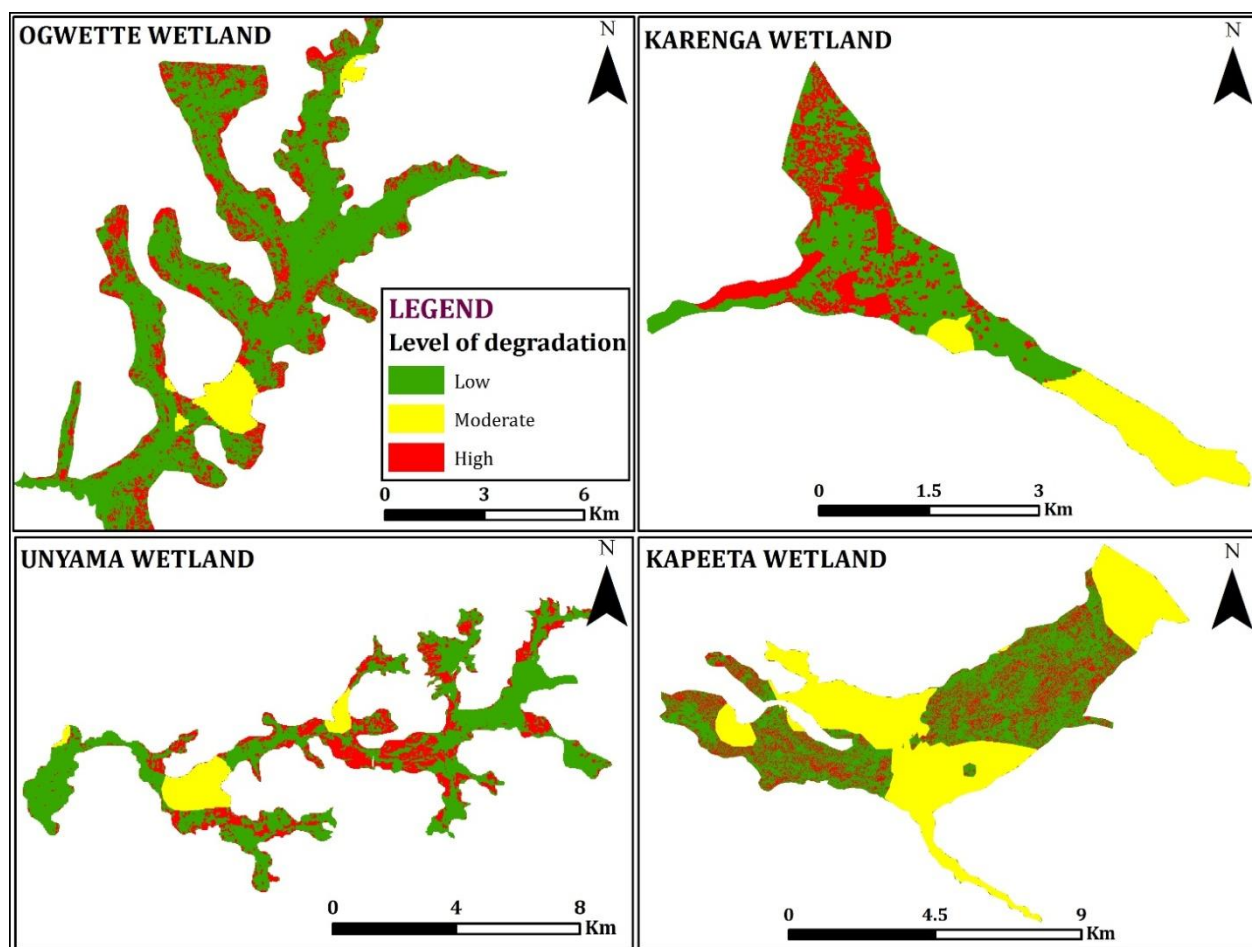 OGWETTE WETLAND
N
LEGEND
Level of degradation
Low
Moderate
High
0 3 6
Km
KARENGA WETLAND
N
0 1.5 3
Km
UNYAMA WETLAND
N
0 4 8
Km
KAPEETA WETLAND
N
0 4.5 9
Km